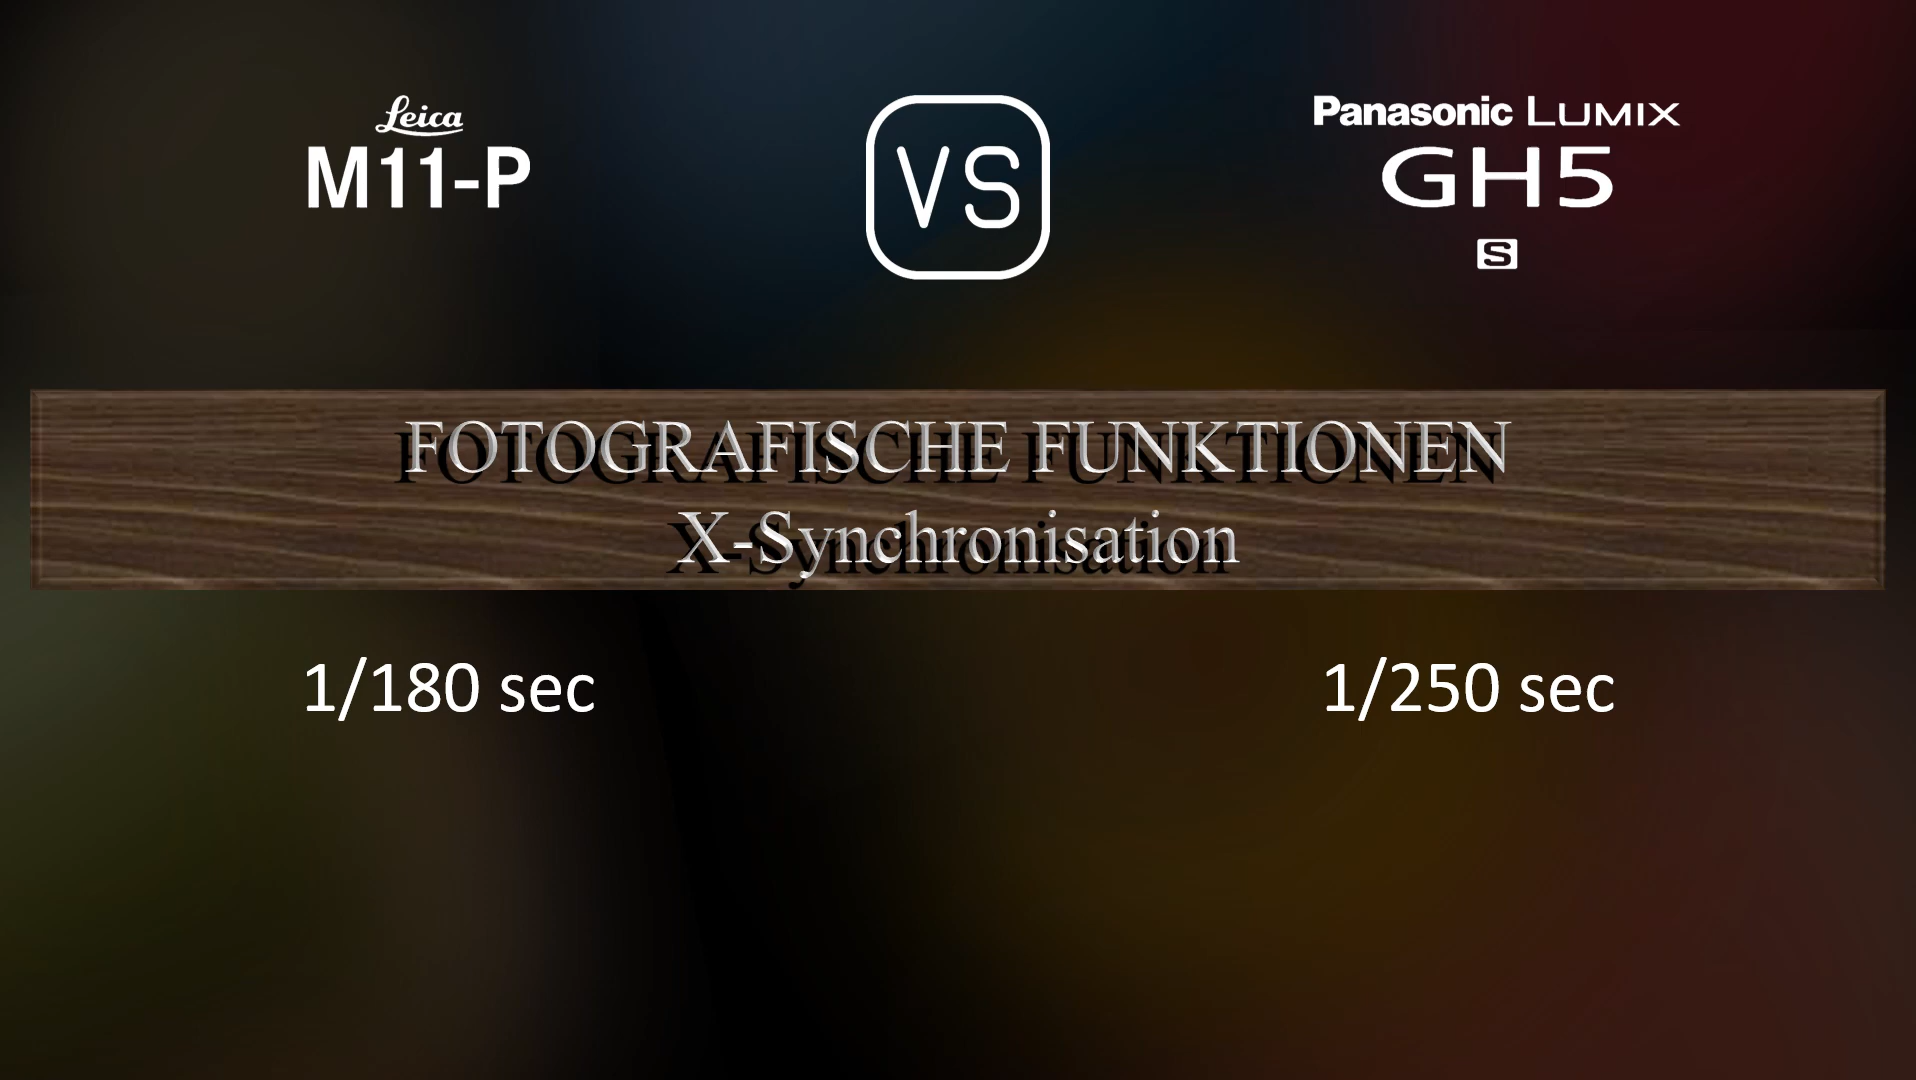 Leica
M11-P
VS
Panasonic LUMIX
GH5
S
FOTOGRAFISCHE FUNKTIONEN
X-Synchronisation
1/180 sec
1/250 sec